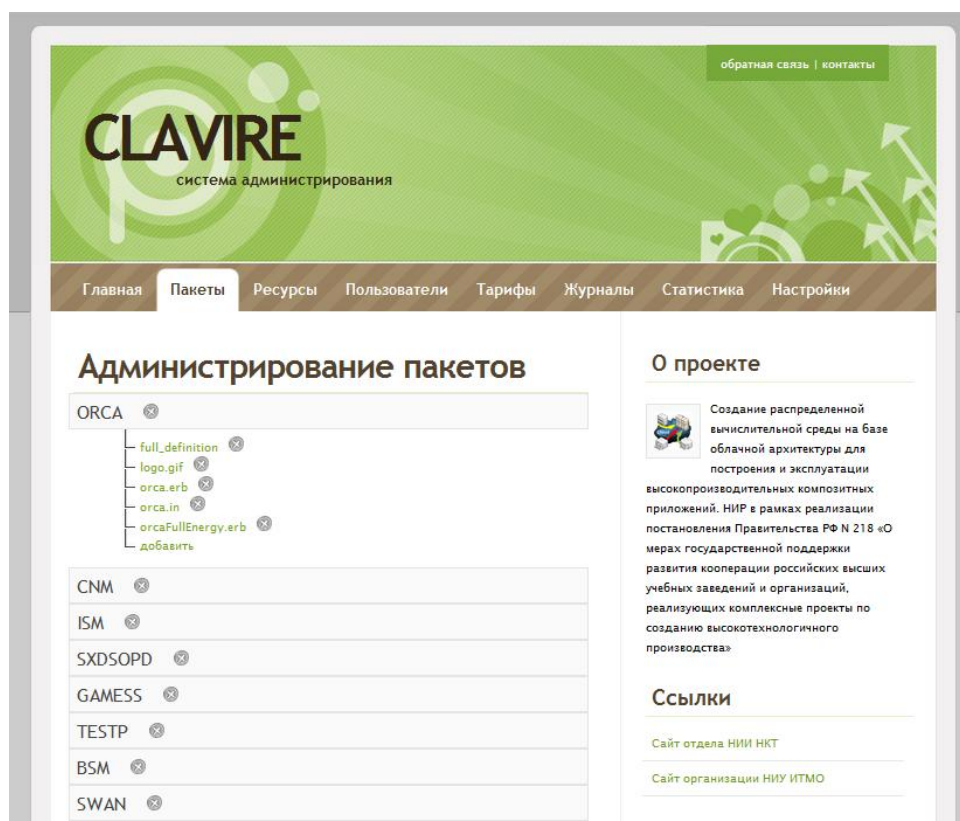 обратная связь | контакты
CLAVIRE
система администрирования
Главная Пакеты Ресурсы Пользователи Тарифы Журналы Статистика Настройки
Администрирование пакетов
ORCA
full_definition
logo.gif
orca.erb
orca.in
orcaFullEnergy.erb
добавить
CNM
ISM
SXDSOPD
GAMESS
TESTP
BSM
SWAN
О проекте
Создание распределенной
вычислительной среды на базе
облачной архитектуры для
построения и эксплуатации
высокопроизводительных композитных
приложений. НИР в рамках реализации
постановления Правительства РФ N 218 «О
мерах государственной поддержки
развития кооперации российских высших
учебных заведений и организаций,
реализующих комплексные проекты по
созданию высокотехнологичного
производства»
Ссылки
Сайт отдела НИИ НКТ
Сайт организации НИУ ИТМО